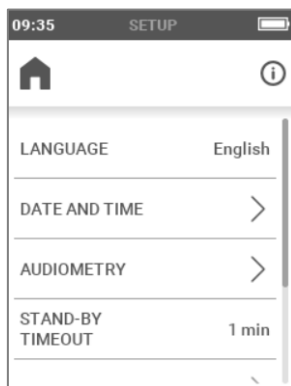 09:35 SETUP
LANGUAGE English
DATE AND TIME
AUDIOMETRY
STAND-BY
TIMEOUT 1 min